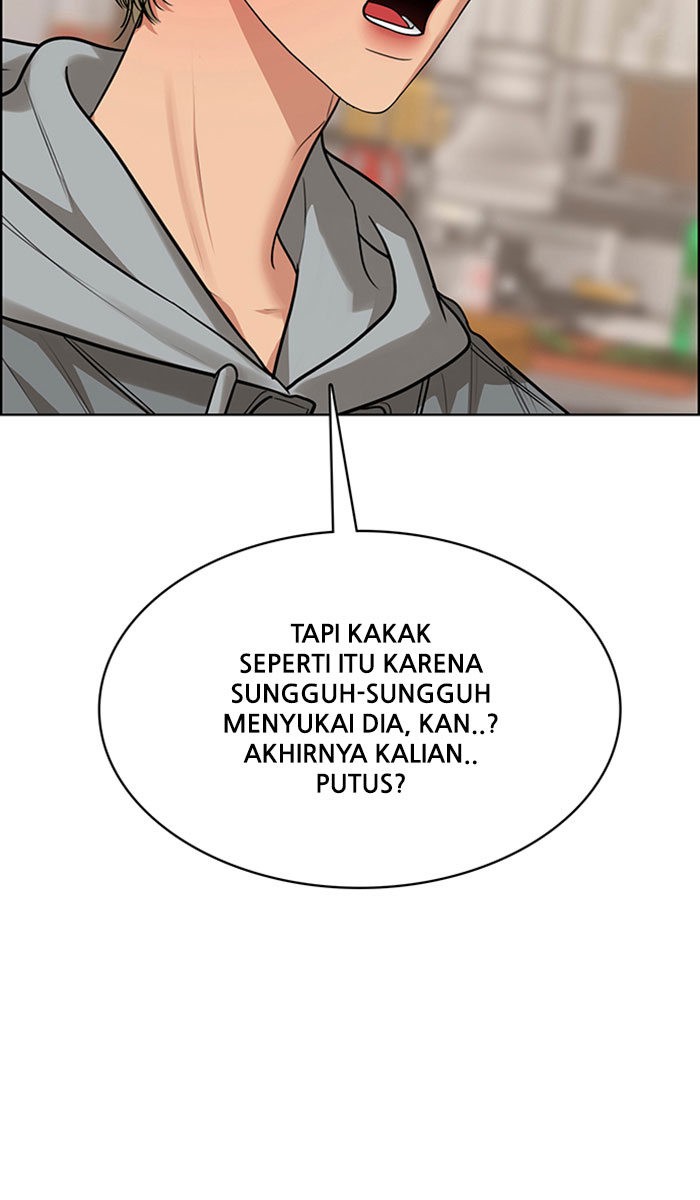 TAPI KAKAK
SEPERTI ITU KARENA
SUNGGUH-SUNGGUH
MENYUKAI DIA, KAN..?
AKHIRNYA KALIAN..
PUTUS?